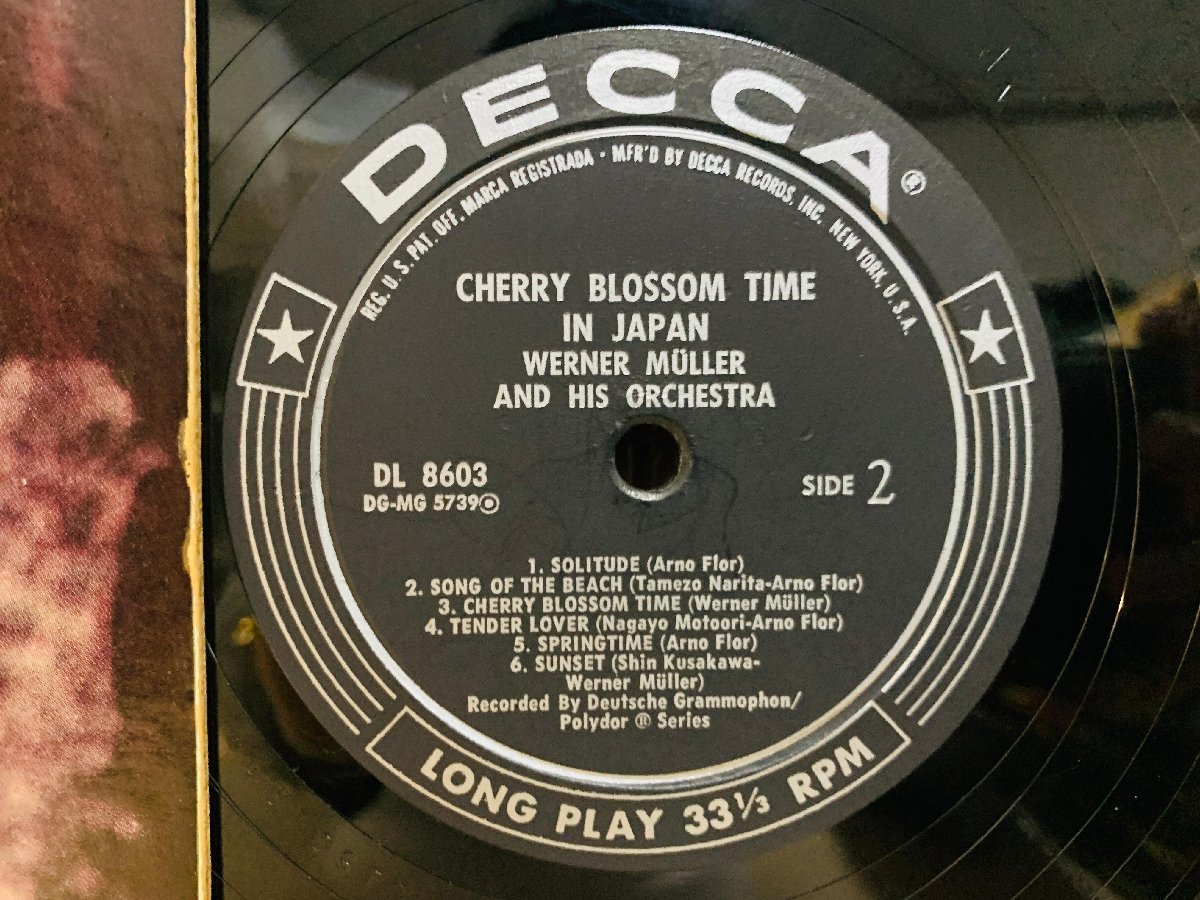 DECCA®
REG. U. S. PAT. OFF. MARCA REGISTRADA • MFR'D BY DECCA RECORDS, INC. NEW YORK, U.S.A.
CHERRY BLOSSOM TIME
IN JAPAN
WERNER MÜLLER
AND HIS ORCHESTRA
DL 8603
DG-MG 5739
SIDE 2
1. SOLITUDE (Arno Flor)
2. SONG OF THE BEACH (Tamezo Narita-Arno Flor)
3. CHERRY BLOSSOM TIME (Werner Müller)
4. TENDER LOVER (Nagayo Motoori-Arno Flor)
5. SPRINGTIME (Arno Flor)
6. SUNSET (Shin Kusakawa-
Werner Müller)
Recorded By Deutsche Grammophon/
Polydor ® Series
LONG PLAY 33⅓ RPM